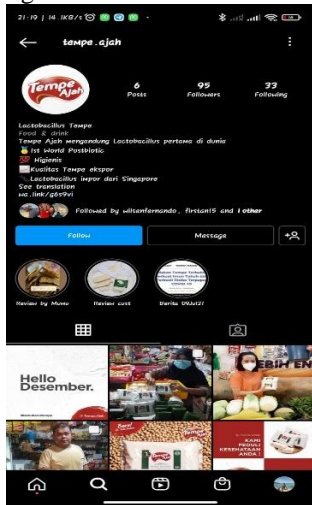 21:19 | 14.1KB/s
tempe.ajah
Tempe Ajah
6
Posts
95
Followers
33
Following
Lactobacillus Tempe
Food & drink
Tempe Ajah mengandung Lactobacillus pertama di dunia
1st World Postbiotic
Higienis
Kualitas Tempe ekspor
Lactobacillus impor dari Singapore
See translation
Followed by wilsenfernando, firstan15 and 1 other
Follow
Message
Review by Mumo
Review cust
Berita
Hello
Desember.
KAMI
PEDULI
KESEHATAAN
ANDA !